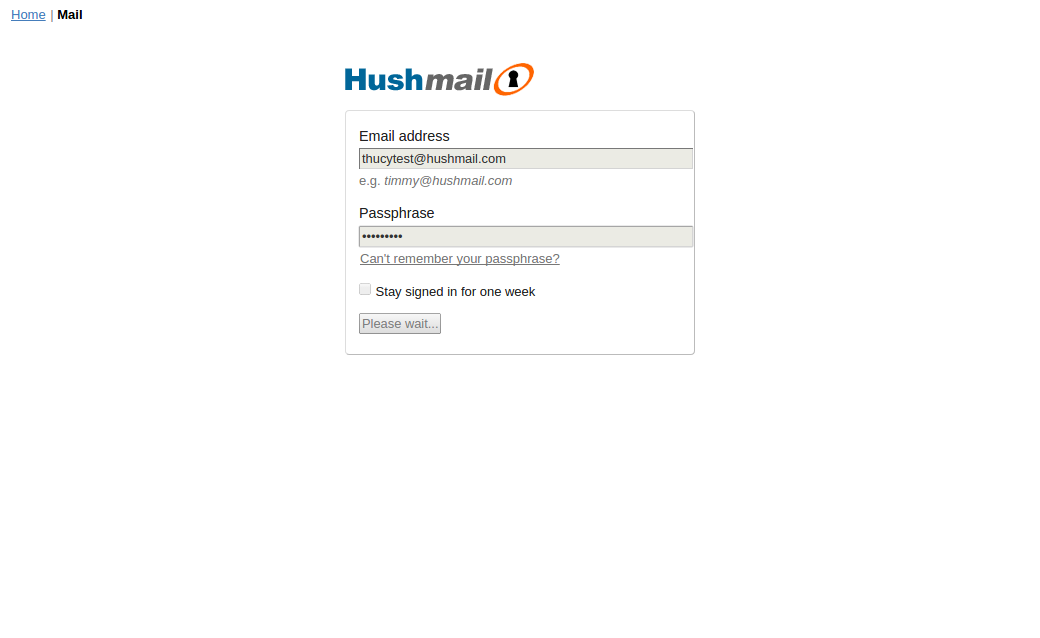 Home | Mail
Hushmail
Email address
thucytest@hushmail.com
e.g. timmy@hushmail.com
Passphrase
•••••••••
Can't remember your passphrase?
Stay signed in for one week
Please wait...